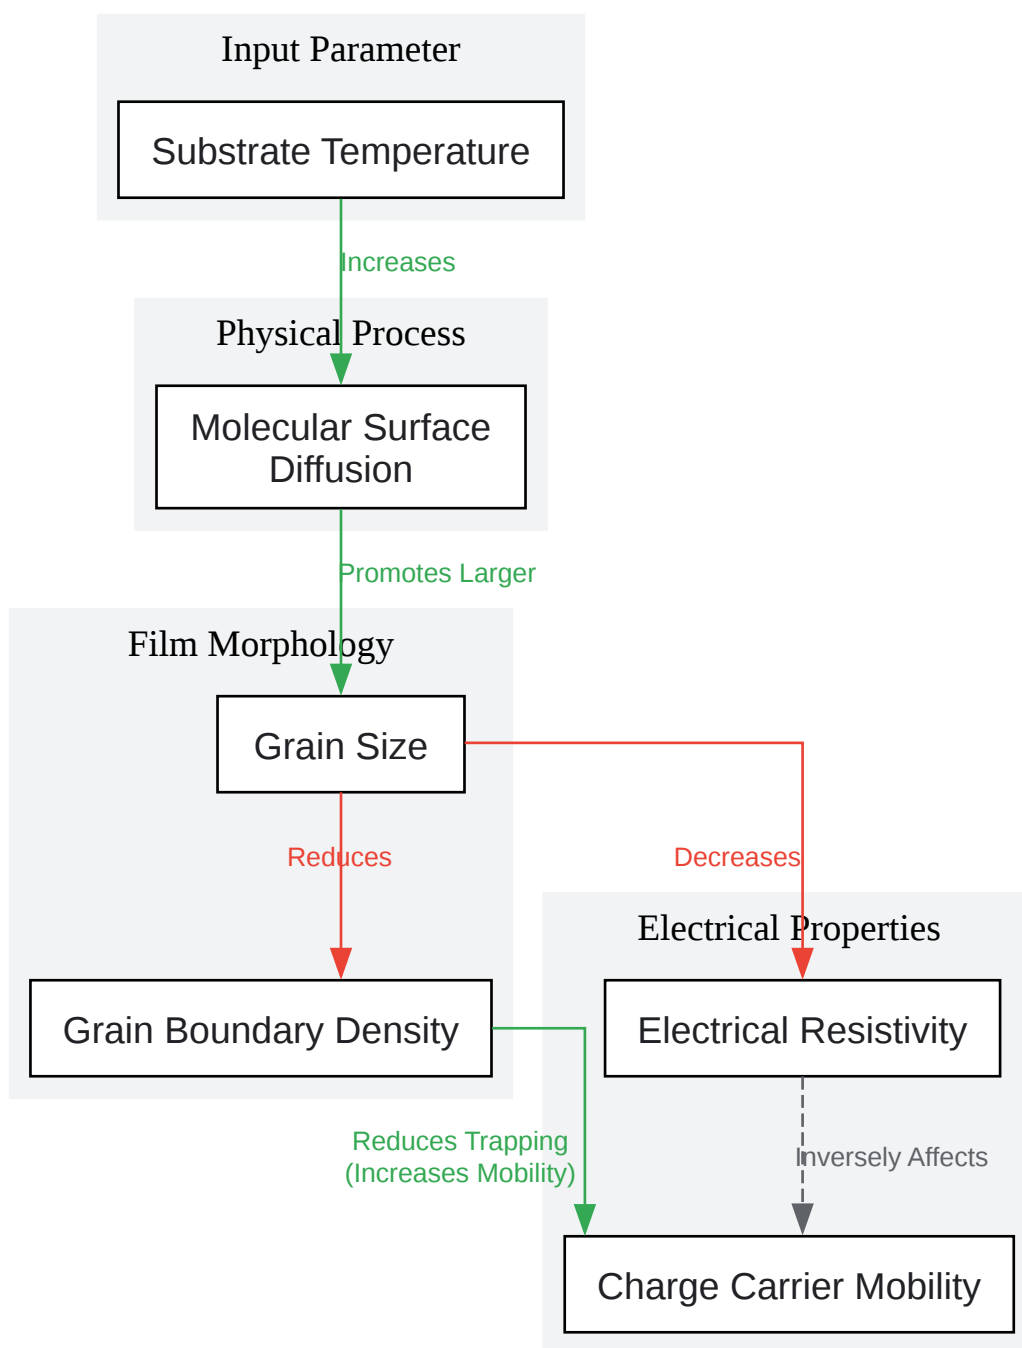 Input Parameter
Substrate Temperature
Increases
Physical Process
Molecular Surface
Diffusion
Promotes Larger
Film Morphology
Grain Size
Reduces
Decreases
Electrical Properties
Grain Boundary Density
Electrical Resistivity
Reduces Trapping
(Increases Mobility)
Inversely Affects
Charge Carrier Mobility